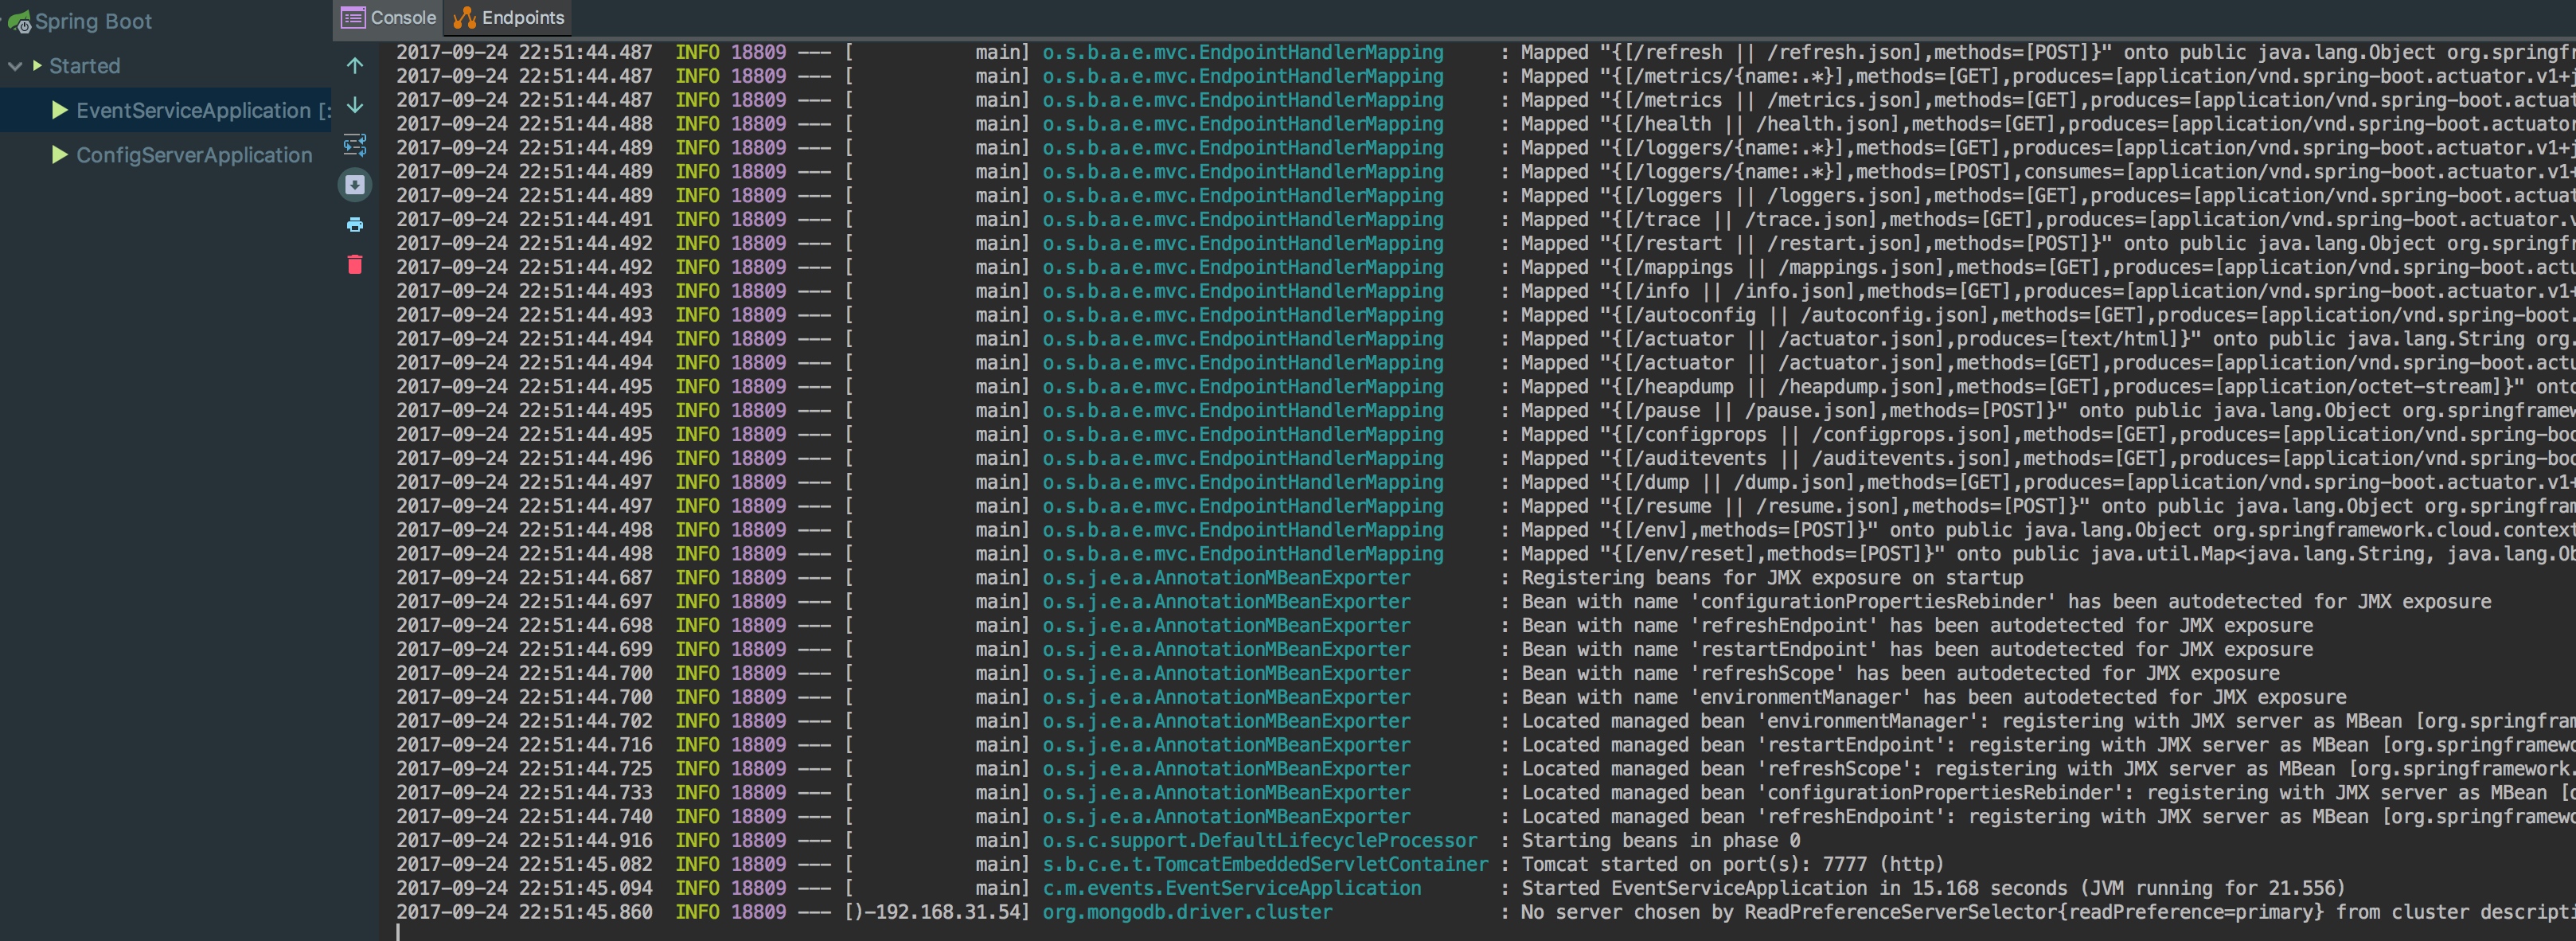 Spring Boot
Started
EventServiceApplication [:
ConfigServerApplication
Console Endpoints
2017-09-24 22:51:44.487 INFO 18809 --- [ main] o.s.b.a.e.mvc.EndpointHandlerMapping : Mapped "{[/refresh || /refresh.json],methods=[POST]}" onto public java.lang.Object org.springfr
2017-09-24 22:51:44.487 INFO 18809 --- [ main] o.s.b.a.e.mvc.EndpointHandlerMapping : Mapped "{[/metrics/{name:.*}],methods=[GET],produces=[application/vnd.spring-boot.actuator.v1+j
2017-09-24 22:51:44.487 INFO 18809 --- [ main] o.s.b.a.e.mvc.EndpointHandlerMapping : Mapped "{[/metrics || /metrics.json],methods=[GET],produces=[application/vnd.spring-boot.actuat
2017-09-24 22:51:44.488 INFO 18809 --- [ main] o.s.b.a.e.mvc.EndpointHandlerMapping : Mapped "{[/health || /health.json],methods=[GET],produces=[application/vnd.spring-boot.actuator
2017-09-24 22:51:44.489 INFO 18809 --- [ main] o.s.b.a.e.mvc.EndpointHandlerMapping : Mapped "{[/loggers/{name:.*}],methods=[GET],produces=[application/vnd.spring-boot.actuator.v1+j
2017-09-24 22:51:44.489 INFO 18809 --- [ main] o.s.b.a.e.mvc.EndpointHandlerMapping : Mapped "{[/loggers/{name:.*}],methods=[POST],consumes=[application/vnd.spring-boot.actuator.v1+
2017-09-24 22:51:44.489 INFO 18809 --- [ main] o.s.b.a.e.mvc.EndpointHandlerMapping : Mapped "{[/loggers || /loggers.json],methods=[GET],produces=[application/vnd.spring-boot.actuat
2017-09-24 22:51:44.491 INFO 18809 --- [ main] o.s.b.a.e.mvc.EndpointHandlerMapping : Mapped "{[/trace || /trace.json],methods=[GET],produces=[application/vnd.spring-boot.actuator.v
2017-09-24 22:51:44.492 INFO 18809 --- [ main] o.s.b.a.e.mvc.EndpointHandlerMapping : Mapped "{[/restart || /restart.json],methods=[POST]}" onto public java.lang.Object org.springfr
2017-09-24 22:51:44.492 INFO 18809 --- [ main] o.s.b.a.e.mvc.EndpointHandlerMapping : Mapped "{[/mappings || /mappings.json],methods=[GET],produces=[application/vnd.spring-boot.actu
2017-09-24 22:51:44.493 INFO 18809 --- [ main] o.s.b.a.e.mvc.EndpointHandlerMapping : Mapped "{[/info || /info.json],methods=[GET],produces=[application/vnd.spring-boot.actuator.v1+
2017-09-24 22:51:44.493 INFO 18809 --- [ main] o.s.b.a.e.mvc.EndpointHandlerMapping : Mapped "{[/autoconfig || /autoconfig.json],methods=[GET],produces=[application/vnd.spring-boot.
2017-09-24 22:51:44.494 INFO 18809 --- [ main] o.s.b.a.e.mvc.EndpointHandlerMapping : Mapped "{[/actuator || /actuator.json],produces=[text/html]}" onto public java.lang.String org.
2017-09-24 22:51:44.494 INFO 18809 --- [ main] o.s.b.a.e.mvc.EndpointHandlerMapping : Mapped "{[/actuator || /actuator.json],methods=[GET],produces=[application/vnd.spring-boot.actu
2017-09-24 22:51:44.495 INFO 18809 --- [ main] o.s.b.a.e.mvc.EndpointHandlerMapping : Mapped "{[/heapdump || /heapdump.json],methods=[GET],produces=[application/octet-stream]}" onto
2017-09-24 22:51:44.495 INFO 18809 --- [ main] o.s.b.a.e.mvc.EndpointHandlerMapping : Mapped "{[/pause || /pause.json],methods=[POST]}" onto public java.lang.Object org.springframew
2017-09-24 22:51:44.495 INFO 18809 --- [ main] o.s.b.a.e.mvc.EndpointHandlerMapping : Mapped "{[/configprops || /configprops.json],methods=[GET],produces=[application/vnd.spring-boo
2017-09-24 22:51:44.496 INFO 18809 --- [ main] o.s.b.a.e.mvc.EndpointHandlerMapping : Mapped "{[/auditevents || /auditevents.json],methods=[GET],produces=[application/vnd.spring-boo
2017-09-24 22:51:44.497 INFO 18809 --- [ main] o.s.b.a.e.mvc.EndpointHandlerMapping : Mapped "{[/dump || /dump.json],methods=[GET],produces=[application/vnd.spring-boot.actuator.v1+
2017-09-24 22:51:44.497 INFO 18809 --- [ main] o.s.b.a.e.mvc.EndpointHandlerMapping : Mapped "{[/resume || /resume.json],methods=[POST]}" onto public java.lang.Object org.springfram
2017-09-24 22:51:44.498 INFO 18809 --- [ main] o.s.b.a.e.mvc.EndpointHandlerMapping : Mapped "{[/env],methods=[POST]}" onto public java.lang.Object org.springframework.cloud.context
2017-09-24 22:51:44.498 INFO 18809 --- [ main] o.s.b.a.e.mvc.EndpointHandlerMapping : Mapped "{[/env/reset],methods=[POST]}" onto public java.util.Map<java.lang.String, java.lang.Ob
2017-09-24 22:51:44.687 INFO 18809 --- [ main] o.s.j.e.a.AnnotationMBeanExporter : Registering beans for JMX exposure on startup
2017-09-24 22:51:44.697 INFO 18809 --- [ main] o.s.j.e.a.AnnotationMBeanExporter : Bean with name 'configurationPropertiesRebinder' has been autodetected for JMX exposure
2017-09-24 22:51:44.698 INFO 18809 --- [ main] o.s.j.e.a.AnnotationMBeanExporter : Bean with name 'refreshEndpoint' has been autodetected for JMX exposure
2017-09-24 22:51:44.699 INFO 18809 --- [ main] o.s.j.e.a.AnnotationMBeanExporter : Bean with name 'restartEndpoint' has been autodetected for JMX exposure
2017-09-24 22:51:44.700 INFO 18809 --- [ main] o.s.j.e.a.AnnotationMBeanExporter : Bean with name 'refreshScope' has been autodetected for JMX exposure
2017-09-24 22:51:44.700 INFO 18809 --- [ main] o.s.j.e.a.AnnotationMBeanExporter : Bean with name 'environmentManager' has been autodetected for JMX exposure
2017-09-24 22:51:44.702 INFO 18809 --- [ main] o.s.j.e.a.AnnotationMBeanExporter : Located managed bean 'environmentManager': registering with JMX server as MBean [org.springfram
2017-09-24 22:51:44.716 INFO 18809 --- [ main] o.s.j.e.a.AnnotationMBeanExporter : Located managed bean 'restartEndpoint': registering with JMX server as MBean [org.springframewo
2017-09-24 22:51:44.725 INFO 18809 --- [ main] o.s.j.e.a.AnnotationMBeanExporter : Located managed bean 'refreshScope': registering with JMX server as MBean [org.springframework.
2017-09-24 22:51:44.733 INFO 18809 --- [ main] o.s.j.e.a.AnnotationMBeanExporter : Located managed bean 'configurationPropertiesRebinder': registering with JMX server as MBean [o
2017-09-24 22:51:44.740 INFO 18809 --- [ main] o.s.j.e.a.AnnotationMBeanExporter : Located managed bean 'refreshEndpoint': registering with JMX server as MBean [org.springframewo
2017-09-24 22:51:44.916 INFO 18809 --- [ main] o.s.c.support.DefaultLifecycleProcessor : Starting beans in phase 0
2017-09-24 22:51:45.082 INFO 18809 --- [ main] s.b.c.e.t.TomcatEmbeddedServletContainer : Tomcat started on port(s): 7777 (http)
2017-09-24 22:51:45.094 INFO 18809 --- [ main] c.m.events.EventServiceApplication : Started EventServiceApplication in 15.168 seconds (JVM running for 21.556)
2017-09-24 22:51:45.860 INFO 18809 --- [)-192.168.31.54] org.mongodb.driver.cluster : No server chosen by ReadPreferenceServerSelector{readPreference=primary} from cluster descripti